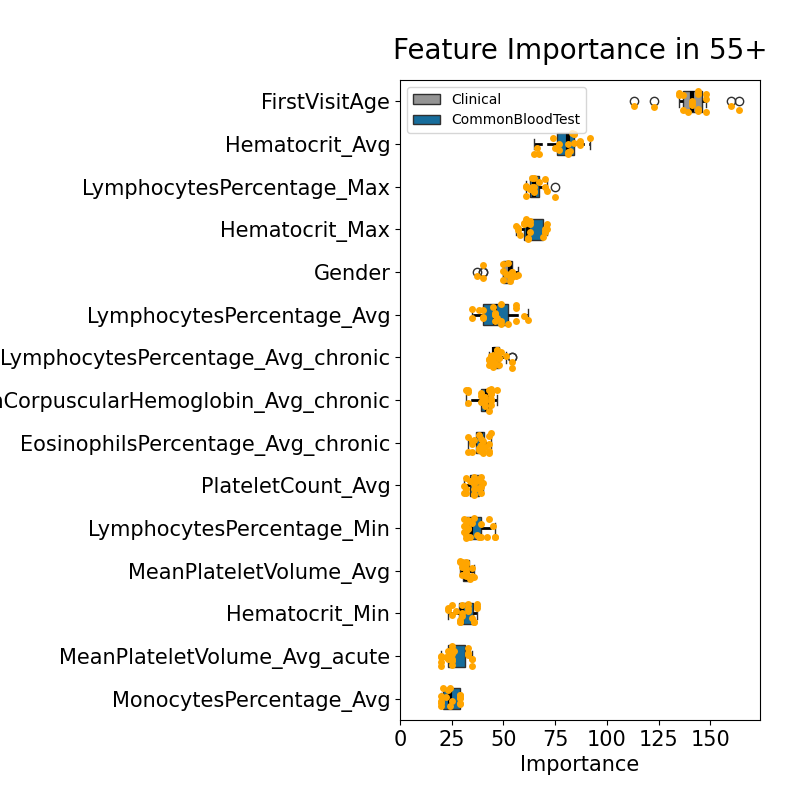 Feature Importance in 55+
FirstVisitAge
Clinical
CommonBloodTest
Hematocrit_Avg
LymphocytesPercentage_Max
Hematocrit_Max
Gender
LymphocytesPercentage_Avg
LymphocytesPercentage_Avg_chronic
CorpuscularHemoglobin_Avg_chronic
EosinophilsPercentage_Avg_chronic
PlateletCount_Avg
LymphocytesPercentage_Min
MeanPlateletVolume_Avg
Hematocrit_Min
MeanPlateletVolume_Avg_acute
MonocytesPercentage_Avg
0 25 50 75 100 125 150
Importance